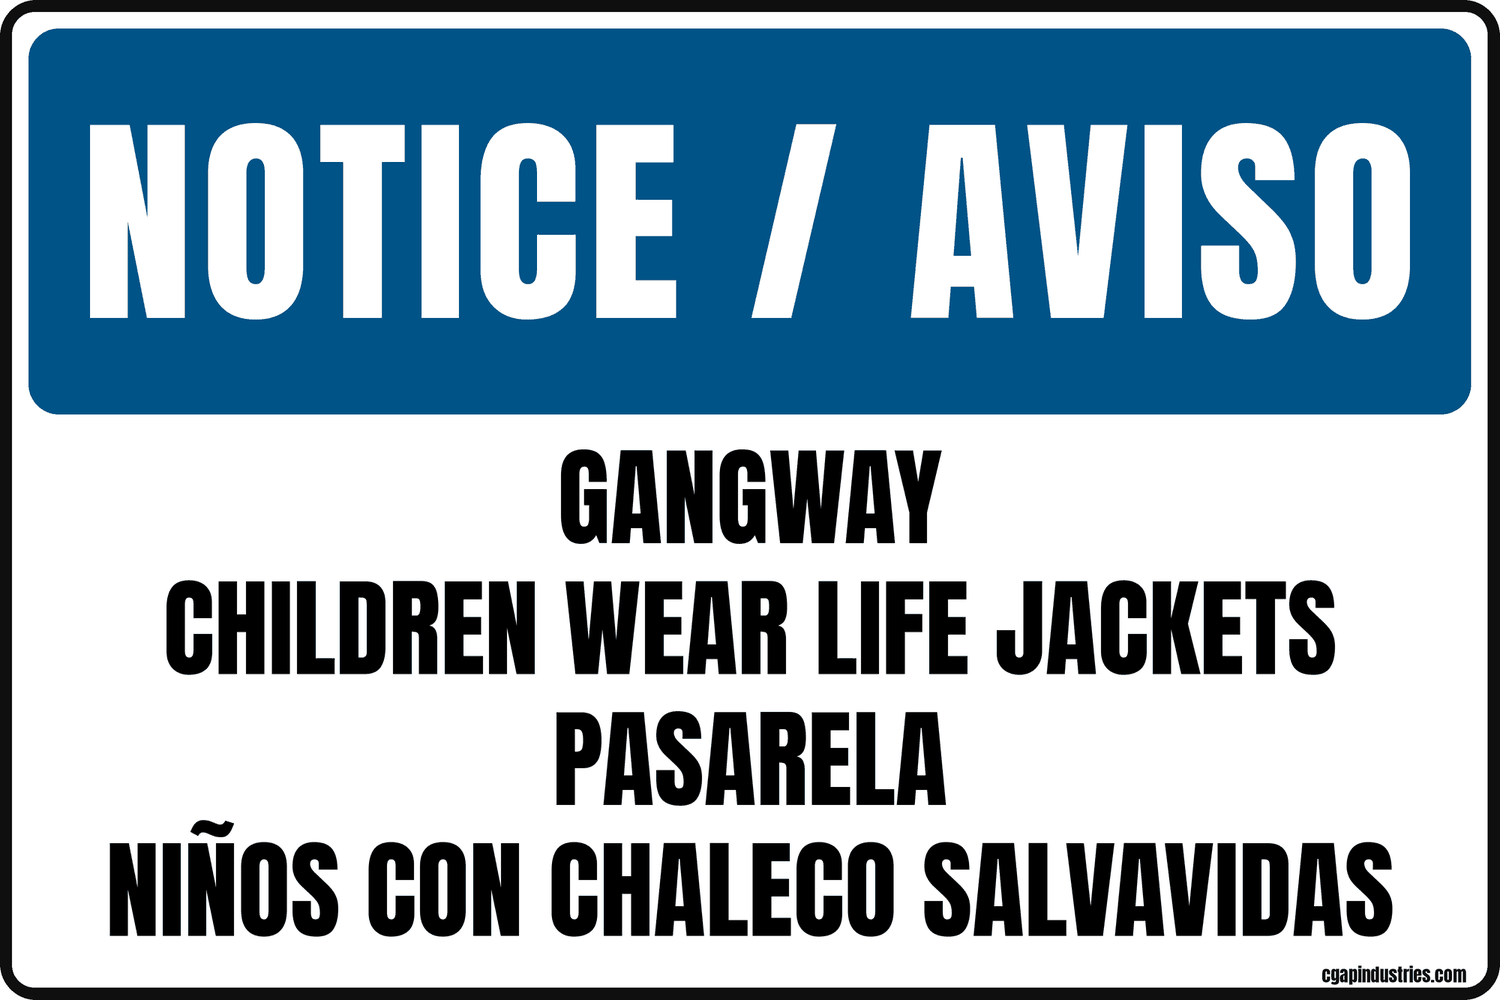 NOTICE / AVISO
GANGWAY
CHILDREN WEAR LIFE JACKETS
PASARELA
NIÑOS CON CHALECO SALVAVIDAS
cgapindustries.com